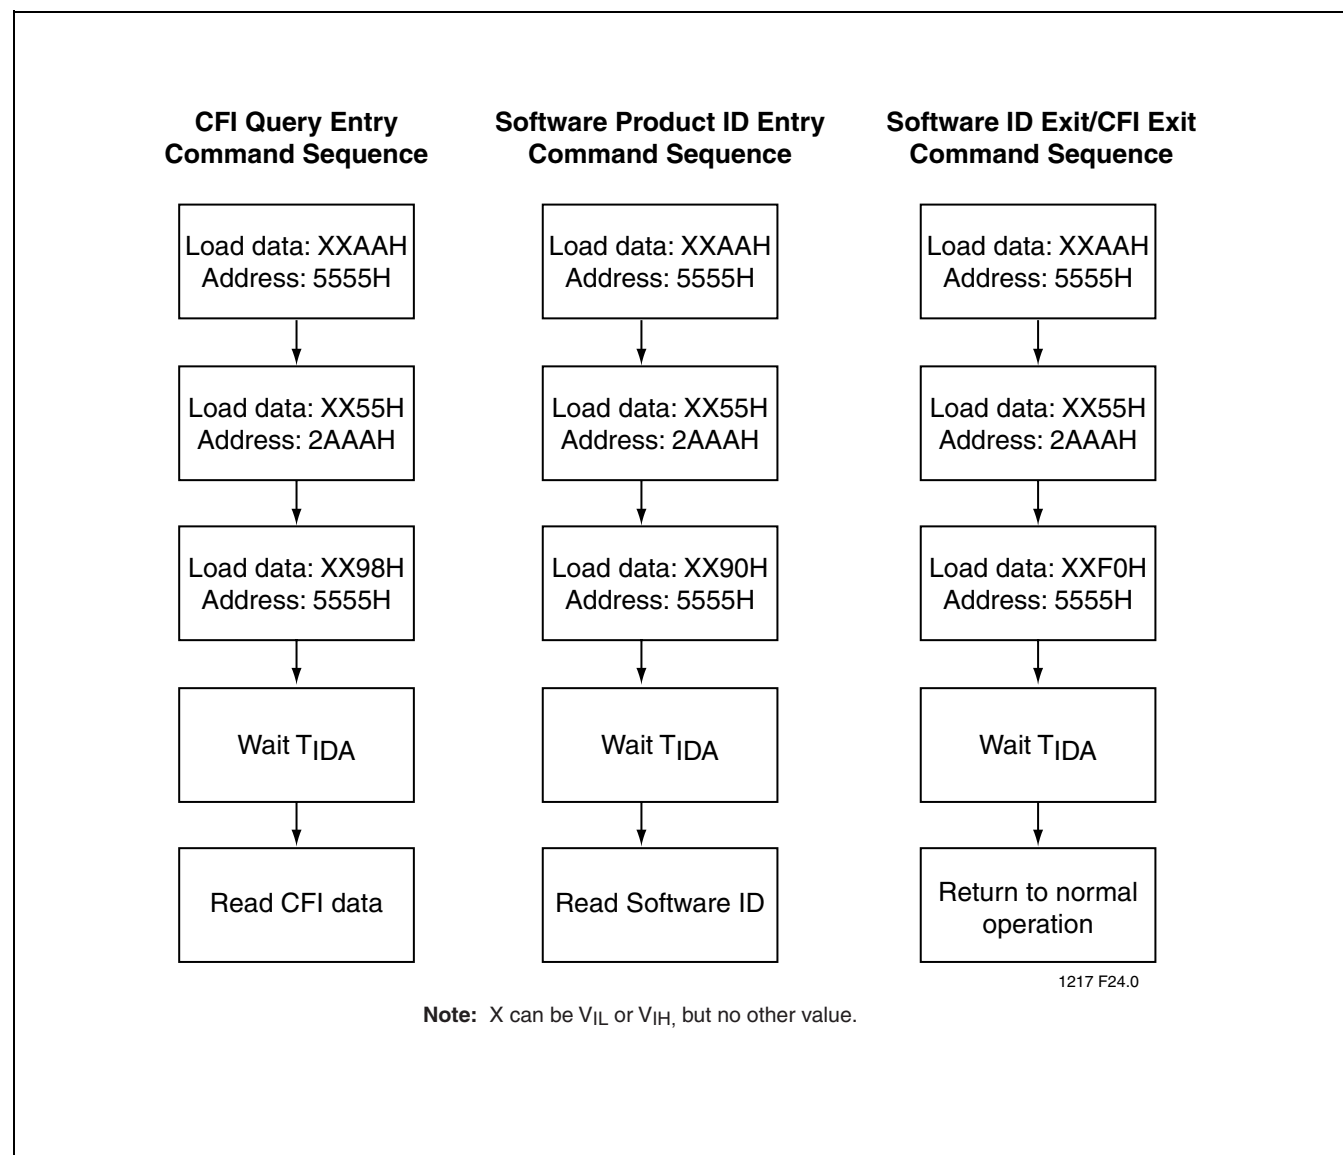 CFI Query Entry
Command Sequence
Load data: XXAAH
Address: 5555H
Load data: XX55H
Address: 2AAAH
Load data: XX98H
Address: 5555H
Wait TIDA
Read CFI data
Software Product ID Entry
Command Sequence
Load data: XXAAH
Address: 5555H
Load data: XX55H
Address: 2AAAH
Load data: XX90H
Address: 5555H
Wait TIDA
Read Software ID
Software ID Exit/CFI Exit
Command Sequence
Load data: XXAAH
Address: 5555H
Load data: XX55H
Address: 2AAAH
Load data: XXF0H
Address: 5555H
Wait TIDA
Return to normal
operation
1217 F24.0
Note: X can be VIL or VIH, but no other value.